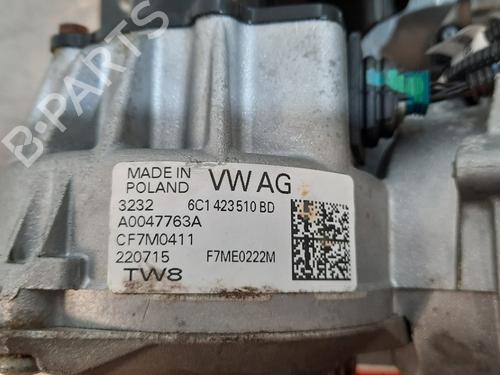 B-PARTS
MADE IN
POLAND VW AG
3232 6C1 423 510 BD
A0047763A
CF7M0411
220715 F7ME0222M
TW8